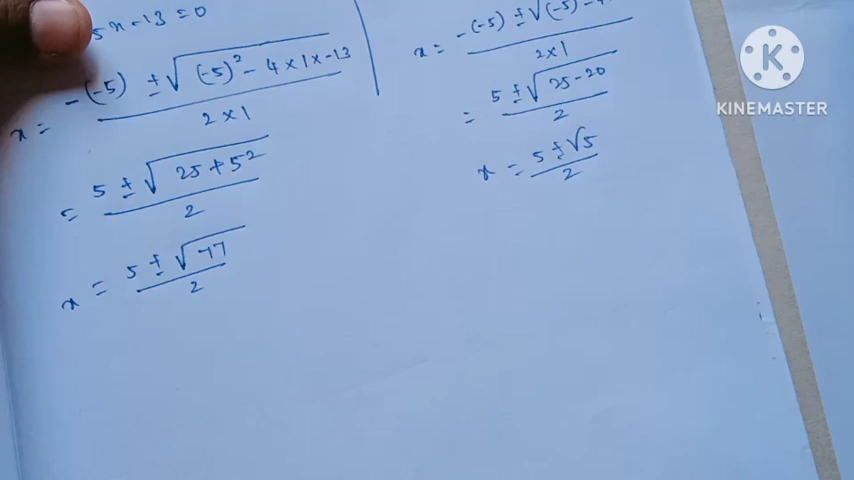 5x-13=0
x = -(-5) ± √(-5)² - 4×1×-13 / 2×1
= 5 ± √25+5² / 2
x = 5 ± √77 / 2
x = -(-5) ± √(-5) - 4 / 2×1
= 5 ± √25-20 / 2
x = 5 ± √5 / 2
KINEMASTER